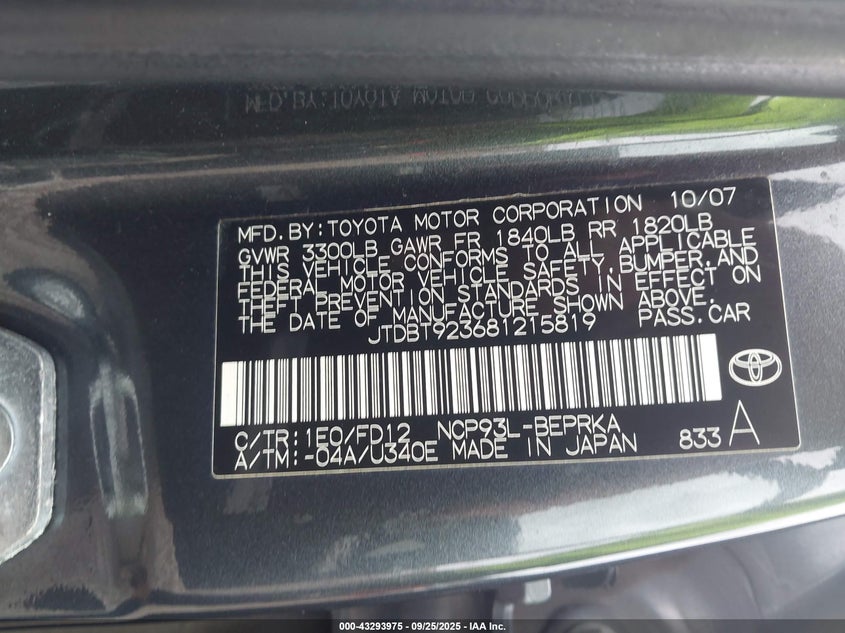 MFD.BY:TOYOTA MOTOR CORPORATION 10/07
GVWR 3300LB GAWR FR 1840LB RR 1820LB
THIS VEHICLE CONFORMS TO ALL APPLICABLE
FEDERAL MOTOR VEHICLE SAFETY,BUMPER,AND
THEFT PREVENTION STANDARDS IN EFFECT ON
THE DATE OF MANUFACTURE SHOWN ABOVE.
JTDBT923681215819 PASS.CAR
C/TR:1E0/FD12 NCP93L-BEPRKA
A/TM:-04A/U340E MADE IN JAPAN 833 A
000-43293975 - 09/25/2025 - IAA Inc.